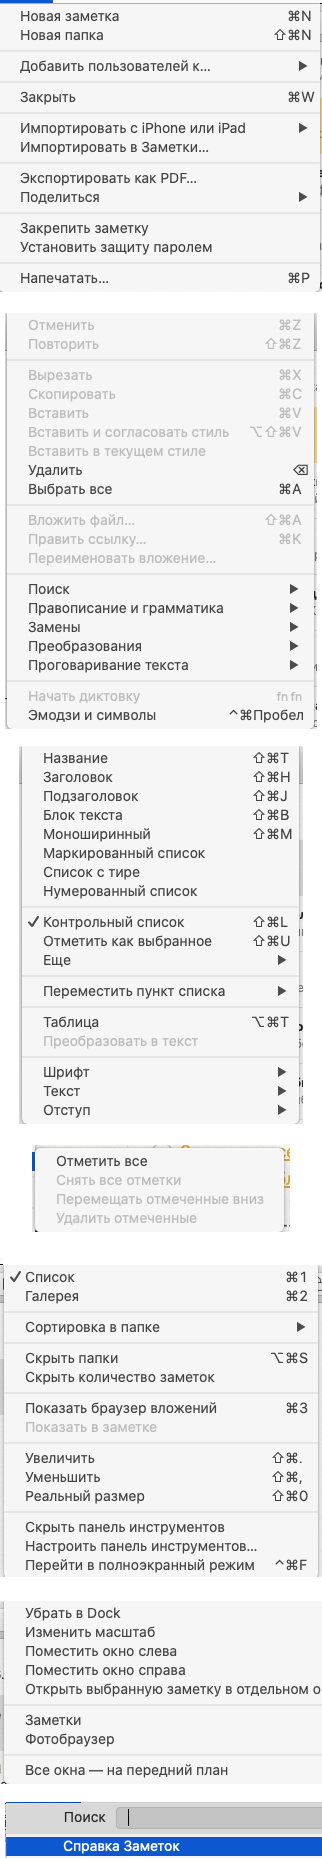 Новая заметка ⌘N
Новая папка ⇧⌘N
Добавить пользователей к...
Закрыть ⌘W
Импортировать с iPhone или iPad
Импортировать в Заметки...
Экспортировать как PDF...
Поделиться
Закрепить заметку
Установить защиту паролем
Напечатать... ⌘P
Отменить ⌘Z
Повторить ⇧⌘Z
Вырезать ⌘X
Скопировать ⌘C
Вставить ⌘V
Вставить и согласовать стиль ⌥⇧⌘V
Вставить в текущем стиле
Удалить ⌫
Выбрать все ⌘A
Вложить файл... ⇧⌘A
Править ссылку... ⌘K
Переименовать вложение...
Поиск
Правописание и грамматика
Замены
Преобразования
Проговаривание текста
Начать диктовку fn fn
Эмодзи и символы ^⌘Пробел
Название ⇧⌘T
Заголовок ⇧⌘H
Подзаголовок ⇧⌘J
Блок текста ⇧⌘B
Моноширинный ⇧⌘M
Маркированный список
Список с тире
Нумерованный список
✓ Контрольный список ⇧⌘L
Отметить как выбранное ⇧⌘U
Еще
Переместить пункт списка
Таблица ⌥⌘T
Преобразовать в текст
Шрифт
Текст
Отступ
Отметить все
Снять все отметки
Перемещать отмеченные вниз
Удалить отмеченные
✓ Список ⌘1
Галерея ⌘2
Сортировка в папке
Скрыть папки ⌥⌘S
Скрыть количество заметок
Показать браузер вложений ⌘3
Показать в заметке
Увеличить ⇧⌘.
Уменьшить ⇧⌘,
Реальный размер ⇧⌘0
Скрыть панель инструментов
Настроить панель инструментов...
Перейти в полноэкранный режим ^⌘F
Убрать в Dock
Изменить масштаб
Поместить окно слева
Поместить окно справа
Открыть выбранную заметку в отдельном о
Заметки
Фотобраузер
Все окна — на передний план
Поиск
Справка Заметок